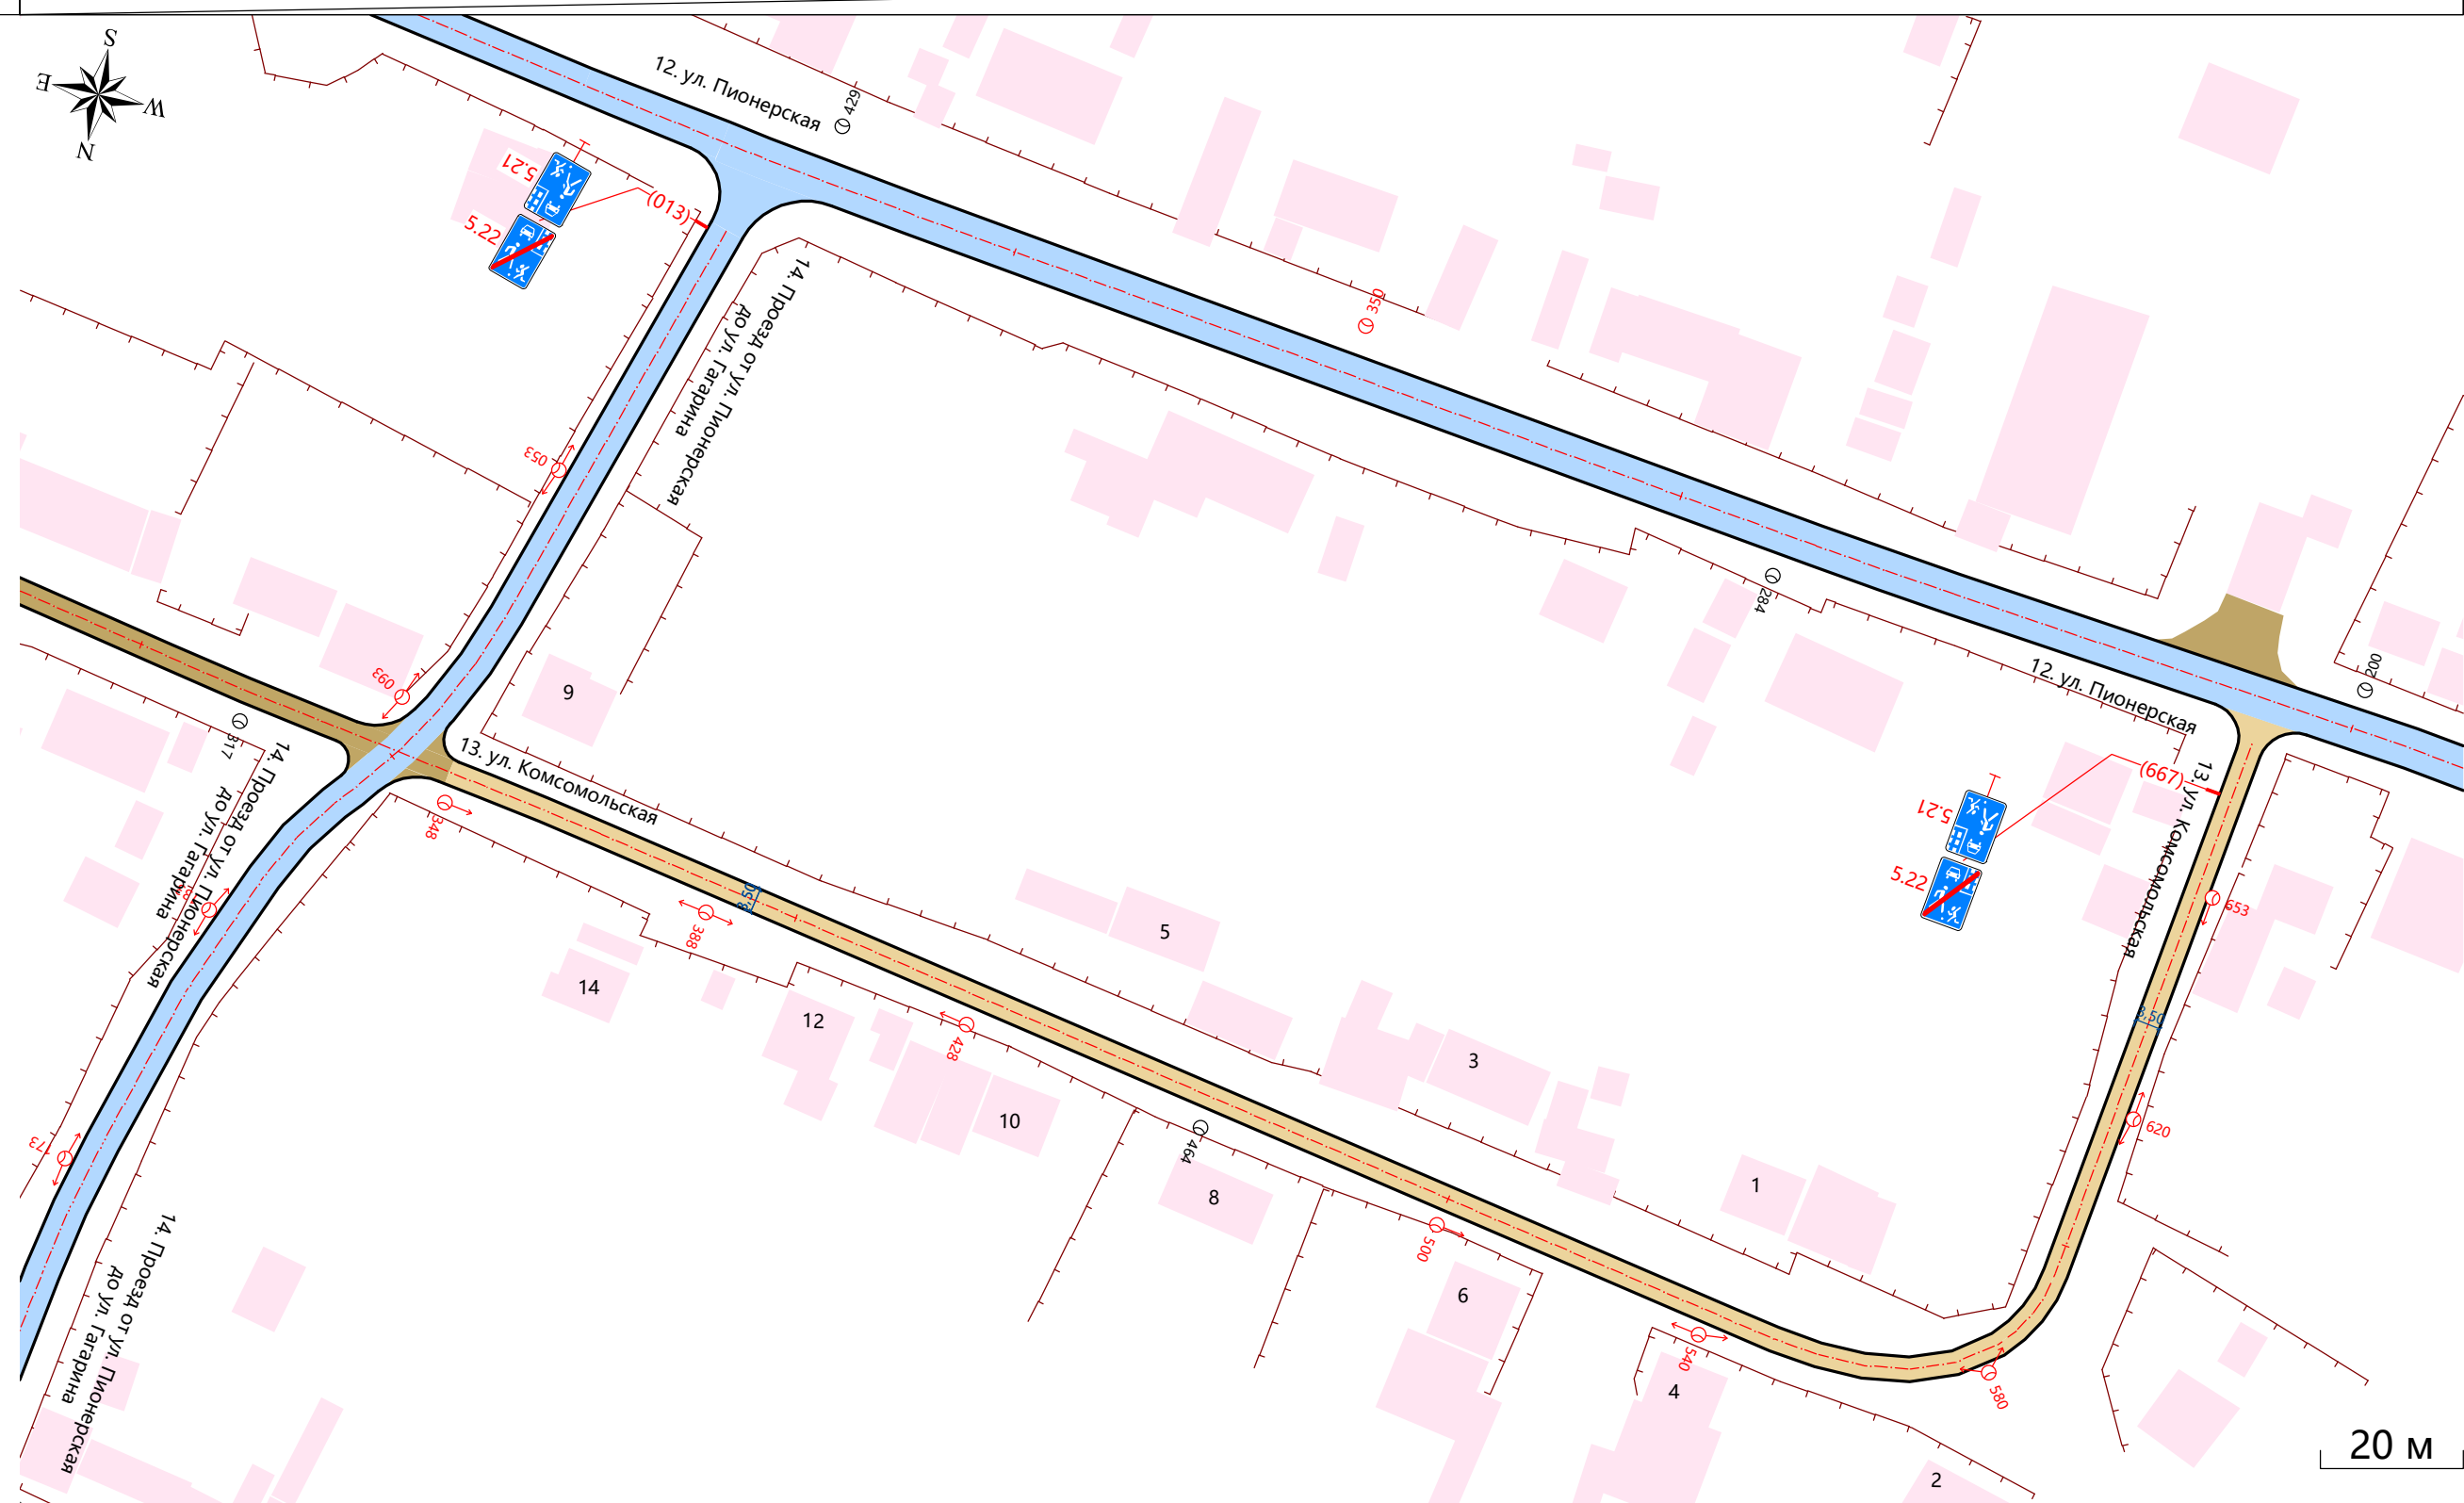 S
E
W
N
12. ул. Пионерская
429
5.21
5.22
(013)
14. Проезд от ул. Пионерская
до ул. Гагарина
350
053
093
9
284
12. ул. Пионерская
200
(667)
5.21
5.22
13. ул. Комсомольская
653
3,50
620
317
14. Проезд от ул. Пионерская
до ул. Гагарина
13. ул. Комсомольская
348
3,50
388
14
12
428
10
5
3
464
8
1
500
6
540
4
580
2
173
14. Проезд от ул. Пионерская
до ул. Гагарина
20 м